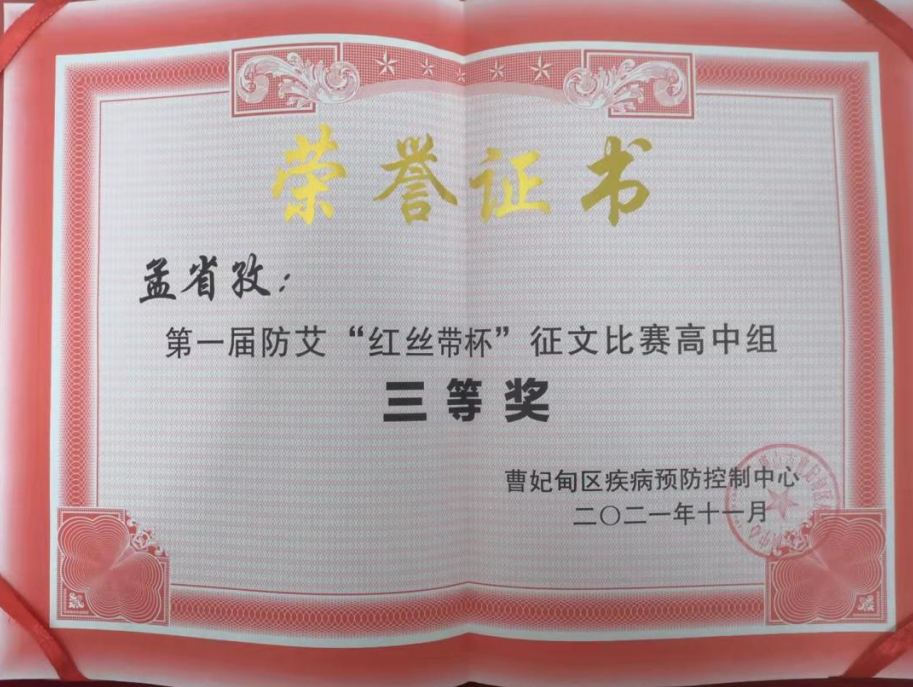 荣誉证书
孟省孜：
第一届防艾“红丝带杯”征文比赛高中组
三等奖
曹妃甸区疾病预防控制中心
二〇二一年十一月